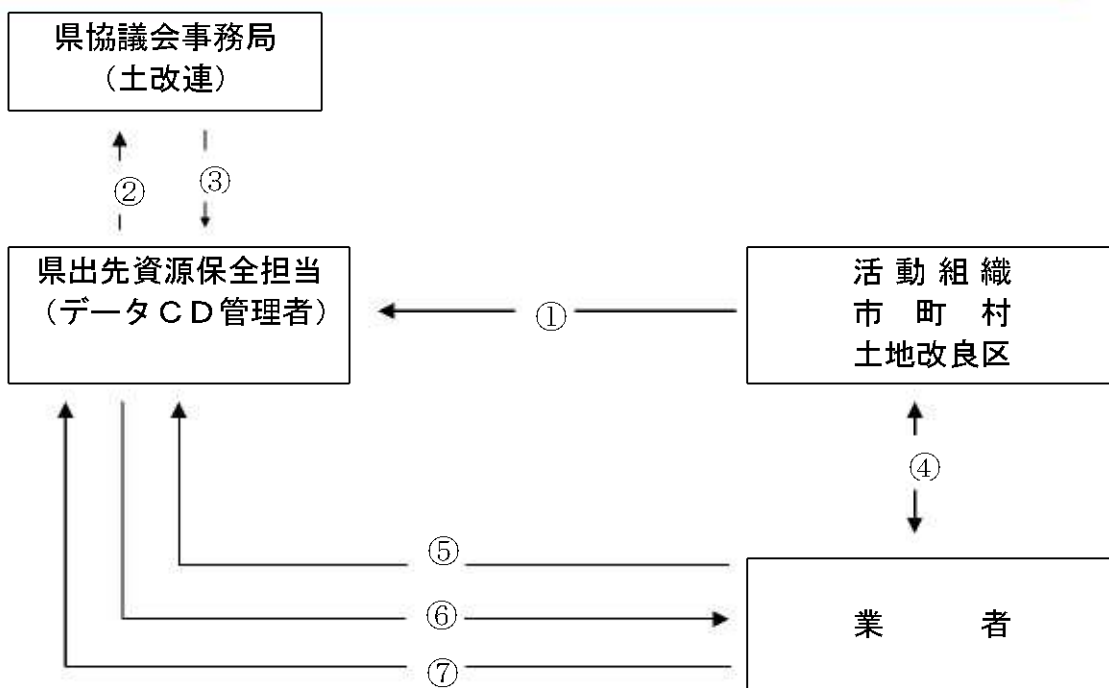 県協議会事務局
（土改連）
②
③
県出先資源保全担当
（データＣＤ管理者）
①
活動組織
市町村
土地改良区
④
⑤
⑥
⑦
業者